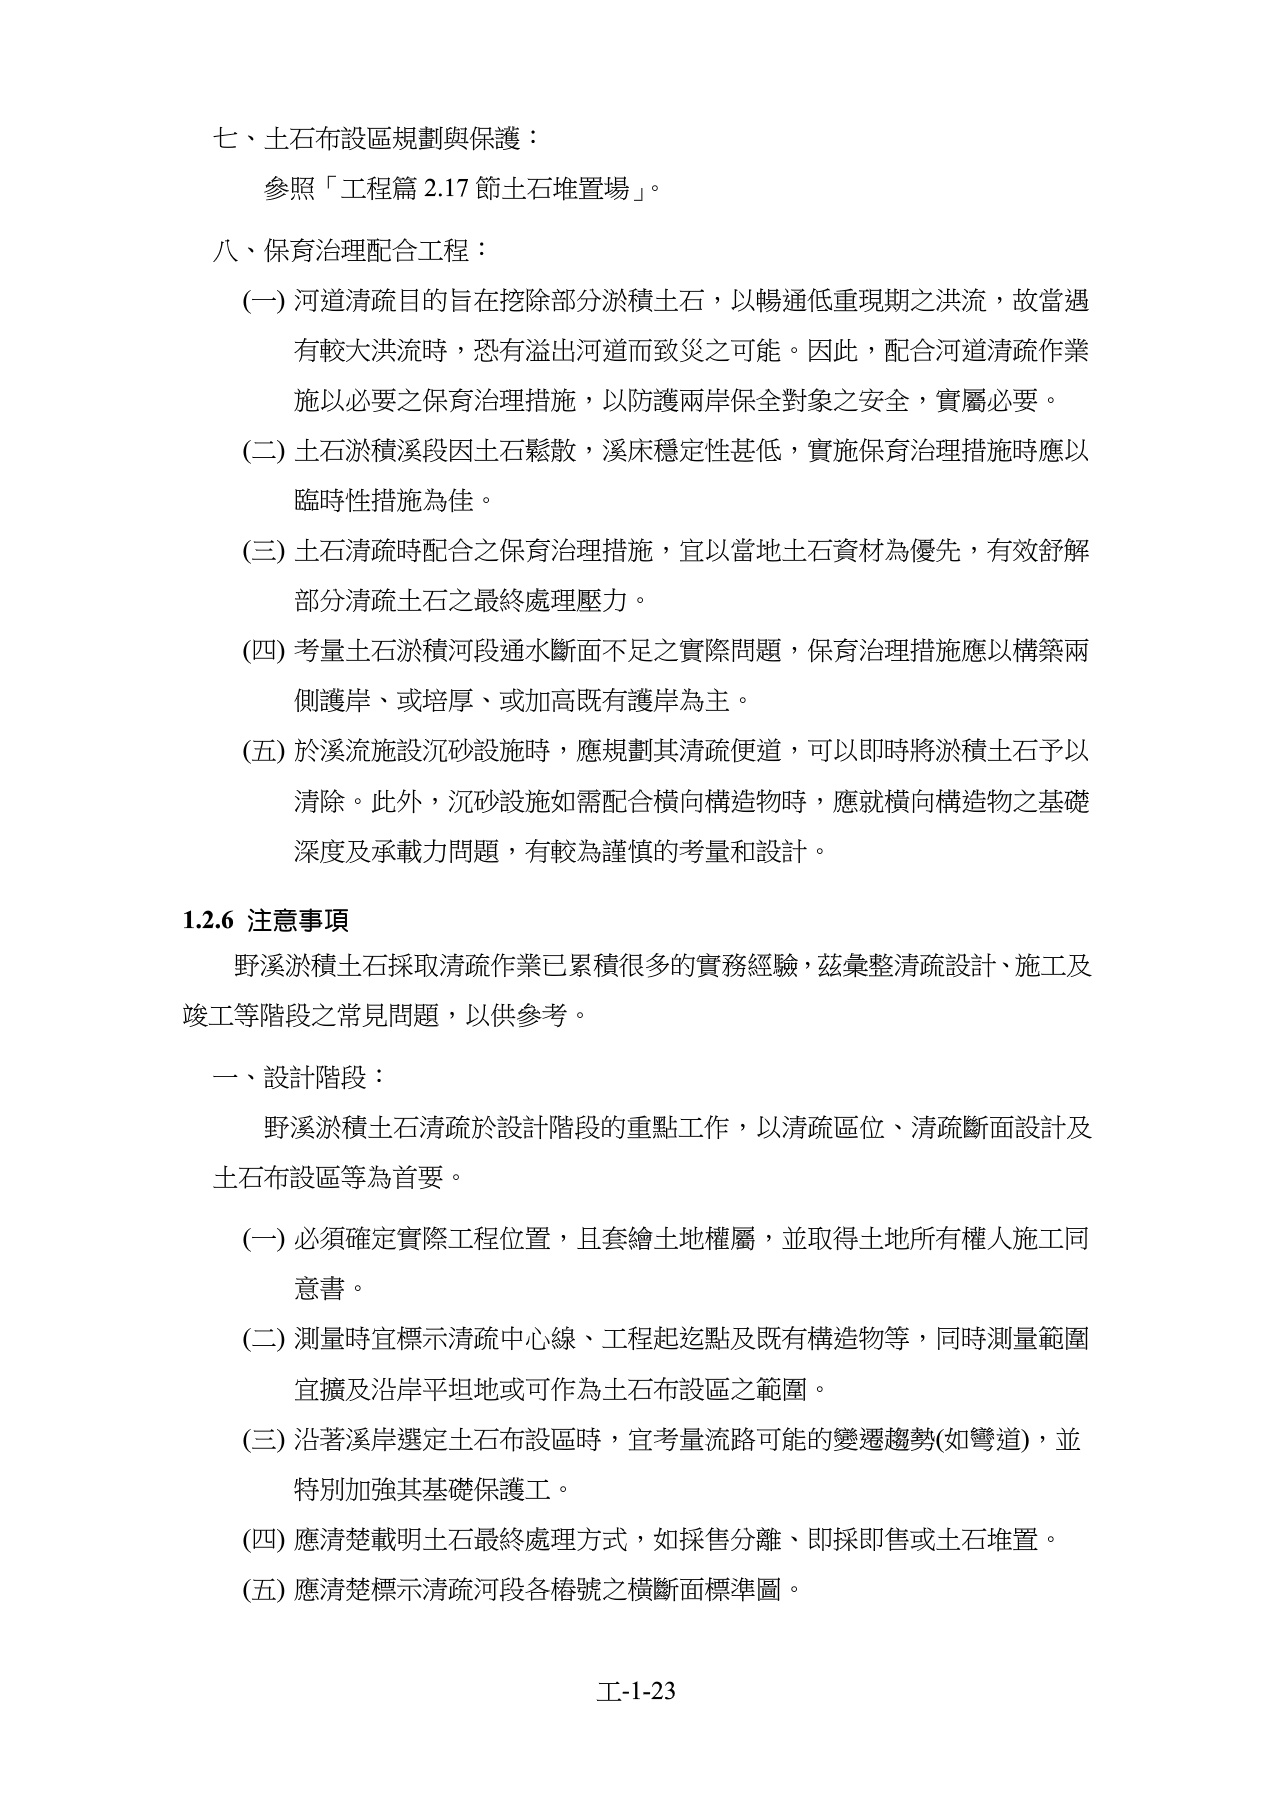 七、土石布設區規劃與保護：
參照「工程篇 2.17 節土石堆置場」。
八、保育治理配合工程：
(一) 河道清疏目的旨在挖除部分淤積土石，以暢通低重現期之洪流，故當遇
有較大洪流時，恐有溢出河道而致災之可能。因此，配合河道清疏作業
施以必要之保育治理措施，以防護兩岸保全對象之安全，實屬必要。
(二) 土石淤積溪段因土石鬆散，溪床穩定性甚低，實施保育治理措施時應以
臨時性措施為佳。
(三) 土石清疏時配合之保育治理措施，宜以當地土石資材為優先，有效舒解
部分清疏土石之最終處理壓力。
(四) 考量土石淤積河段通水斷面不足之實際問題，保育治理措施應以構築兩
側護岸、或培厚、或加高既有護岸為主。
(五) 於溪流施設沉砂設施時，應規劃其清疏便道，可以即時將淤積土石予以
清除。此外，沉砂設施如需配合橫向構造物時，應就橫向構造物之基礎
深度及承載力問題，有較為謹慎的考量和設計。
1.2.6 注意事項
野溪淤積土石採取清疏作業已累積很多的實務經驗，茲彙整清疏設計、施工及
竣工等階段之常見問題，以供參考。
一、設計階段：
野溪淤積土石清疏於設計階段的重點工作，以清疏區位、清疏斷面設計及
土石布設區等為首要。
(一) 必須確定實際工程位置，且套繪土地權屬，並取得土地所有權人施工同
意書。
(二) 測量時宜標示清疏中心線、工程起迄點及既有構造物等，同時測量範圍
宜擴及沿岸平坦地或可作為土石布設區之範圍。
(三) 沿著溪岸選定土石布設區時，宜考量流路可能的變遷趨勢(如彎道)，並
特別加強其基礎保護工。
(四) 應清楚載明土石最終處理方式，如採售分離、即採即售或土石堆置。
(五) 應清楚標示清疏河段各樁號之橫斷面標準圖。
工-1-23